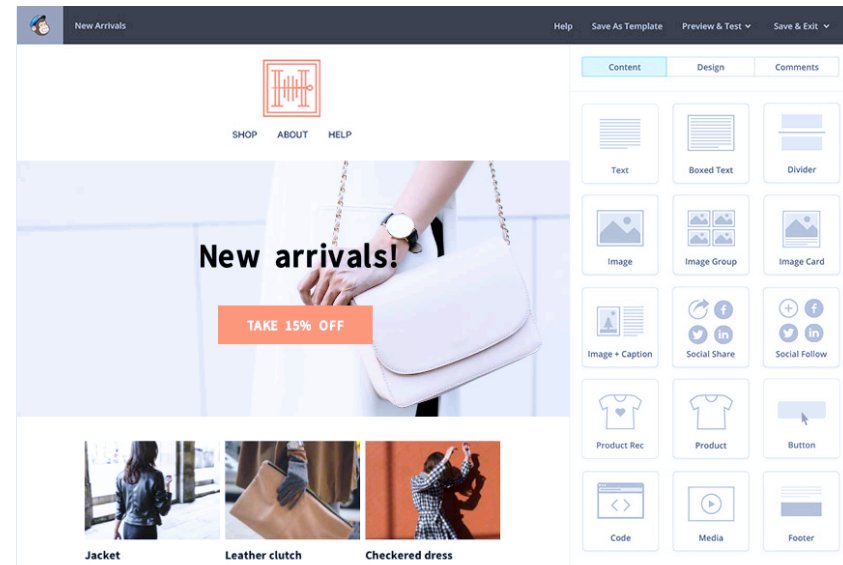 New Arrivals
Help Save As Template Preview & Test Save & Exit
SHOP ABOUT HELP
New arrivals!
TAKE 15% OFF
Jacket Leather clutch Checkered dress
Content Design Comments
Text Boxed Text Divider
Image Image Group Image Card
Image + Caption Social Share Social Follow
Product Rec Product Button
Code Media Footer